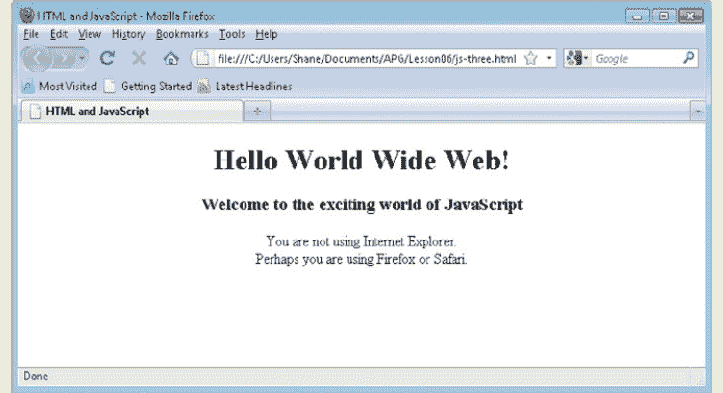 HTML and JavaScript - Mozilla Firefox
File Edit View History Bookmarks Tools Help
file:///C:/Users/Shane/Documents/APG/Lesson06/js-three.html Google
Most Visited Getting Started Latest Headlines
HTML and JavaScript
Hello World Wide Web!
Welcome to the exciting world of JavaScript
You are not using Internet Explorer.
Perhaps you are using Firefox or Safari.
Done